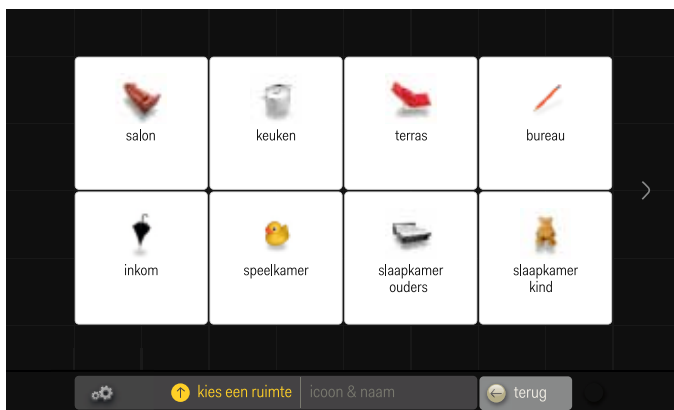 salon
keuken
terras
bureau
inkom
speelkamer
slaapkamer
ouders
slaapkamer
kind
kies een ruimte
icoon & naam
terug